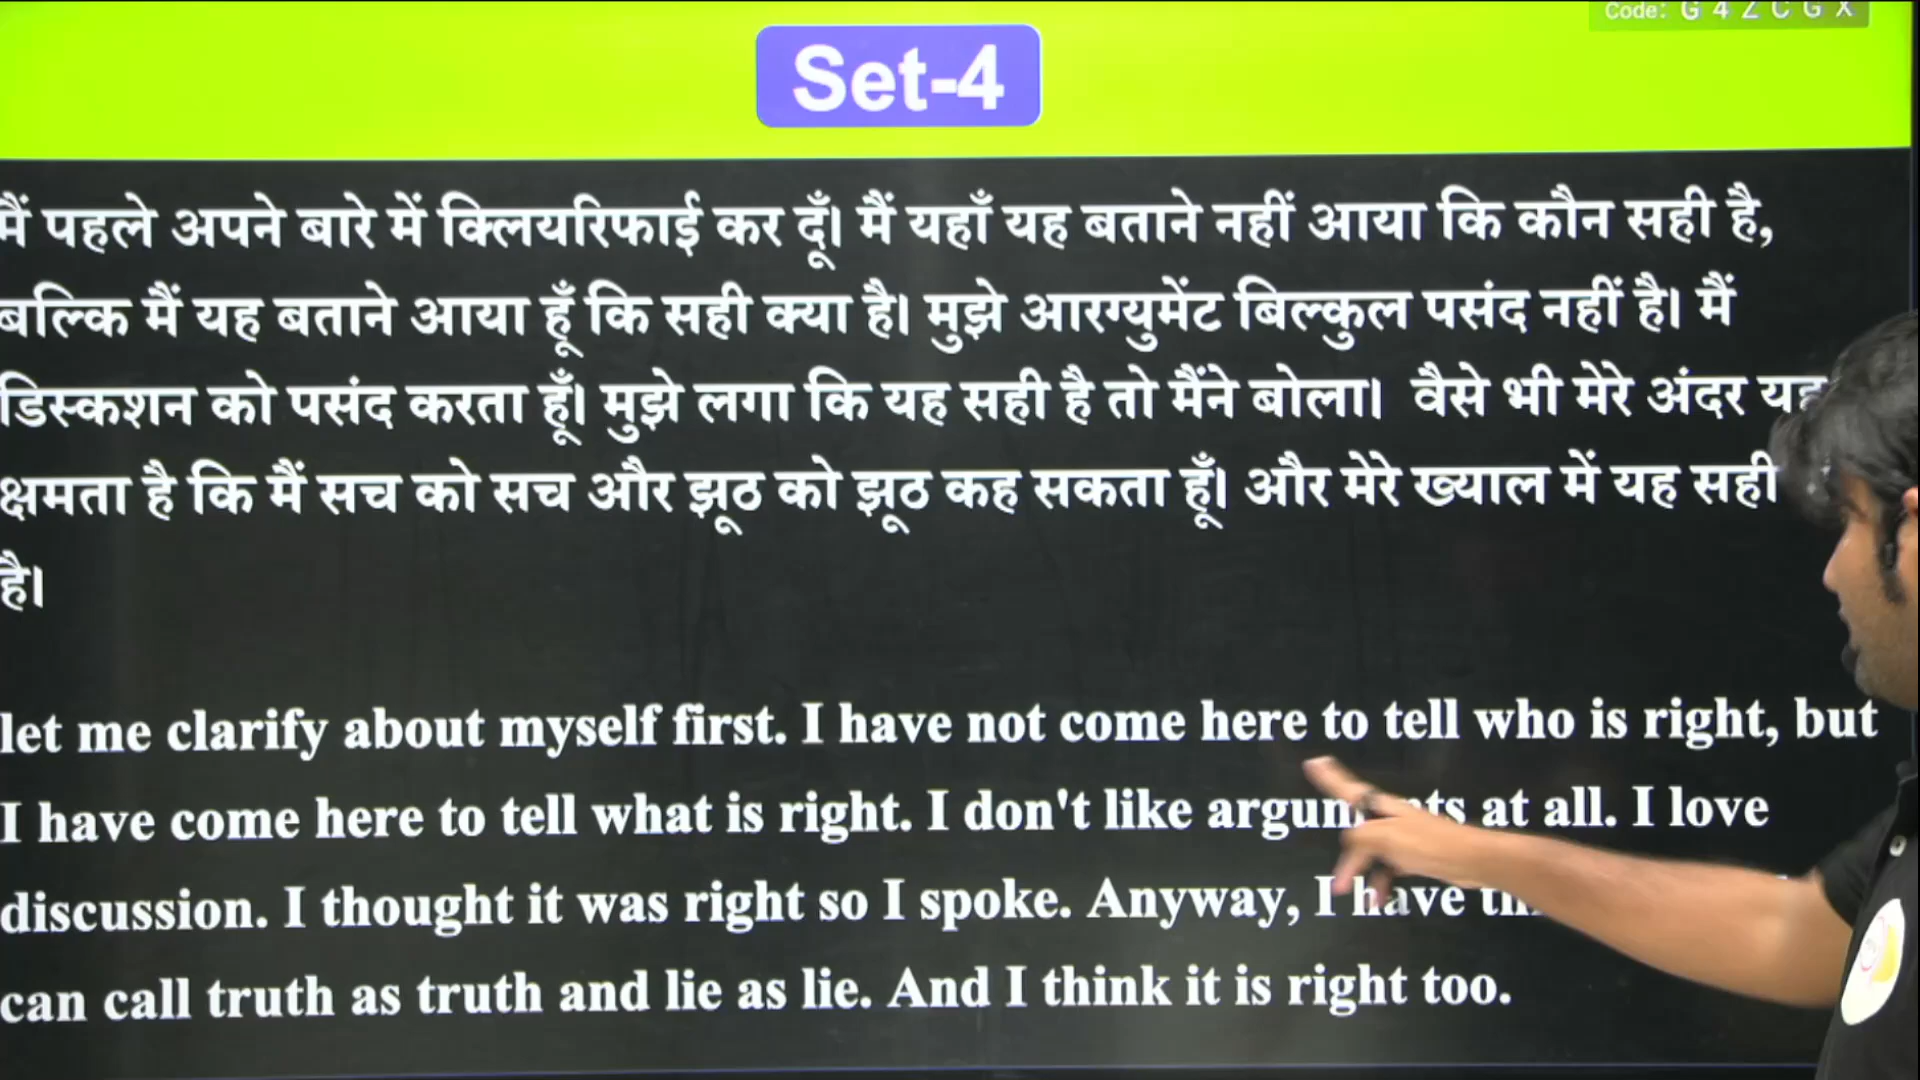 Code: G 4 Z C G X
Set-4
मैं पहले अपने बारे में क्लियरिफाई कर दूँ। मैं यहाँ यह बताने नहीं आया कि कौन सही है,
बल्कि मैं यह बताने आया हूँ कि सही क्या है। मुझे आरग्युमेंट बिल्कुल पसंद नहीं है। मैं
डिस्कशन को पसंद करता हूँ। मुझे लगा कि यह सही है तो मैंने बोला। वैसे भी मेरे अंदर यह
क्षमता है कि मैं सच को सच और झूठ को झूठ कह सकता हूँ। और मेरे ख्याल में यह सही
है।
let me clarify about myself first. I have not come here to tell who is right, but
I have come here to tell what is right. I don't like at all. I love
discussion. I thought it was right so I spoke. Anyway, I have
can call truth as truth and lie as lie. And I think it is right too.